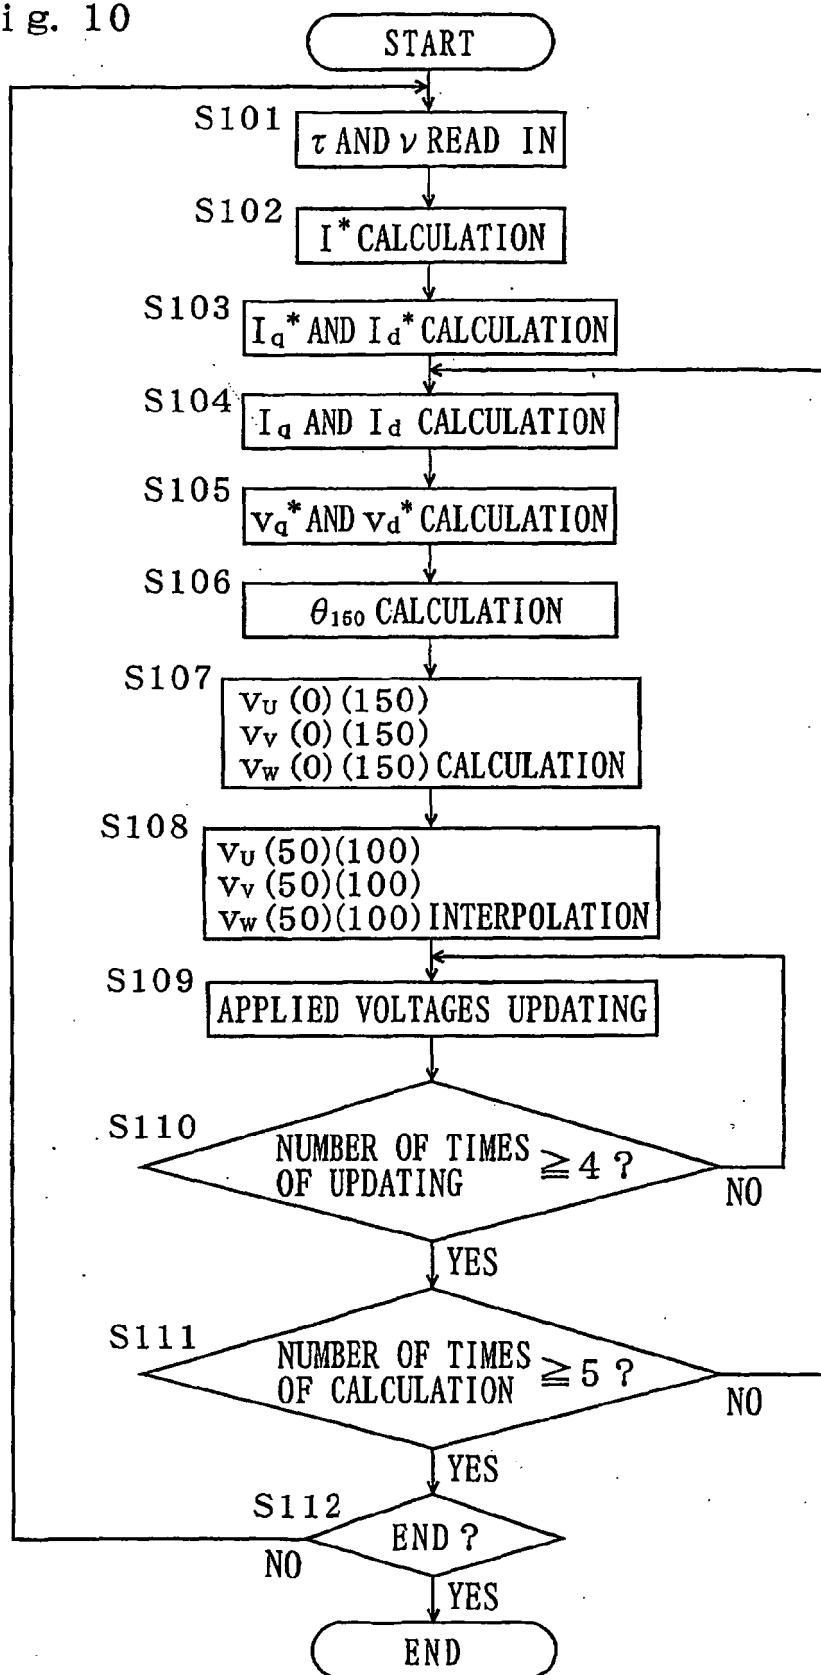 ig. 10
START
S101
τ AND ν READ IN
S102
I* CALCULATION
S103
Iq* AND Id* CALCULATION
S104
Iq AND Id CALCULATION
S105
vq* AND vd* CALCULATION
S106
θ150 CALCULATION
S107
vU (0)(150)
vV (0)(150)
vW (0)(150) CALCULATION
S108
vU (50)(100)
vV (50)(100)
vW (50)(100) INTERPOLATION
S109
APPLIED VOLTAGES UPDATING
S110
NUMBER OF TIMES
OF UPDATING ≧4?
NO
YES
S111
NUMBER OF TIMES
OF CALCULATION ≧5?
NO
YES
S112
END?
NO
YES
END